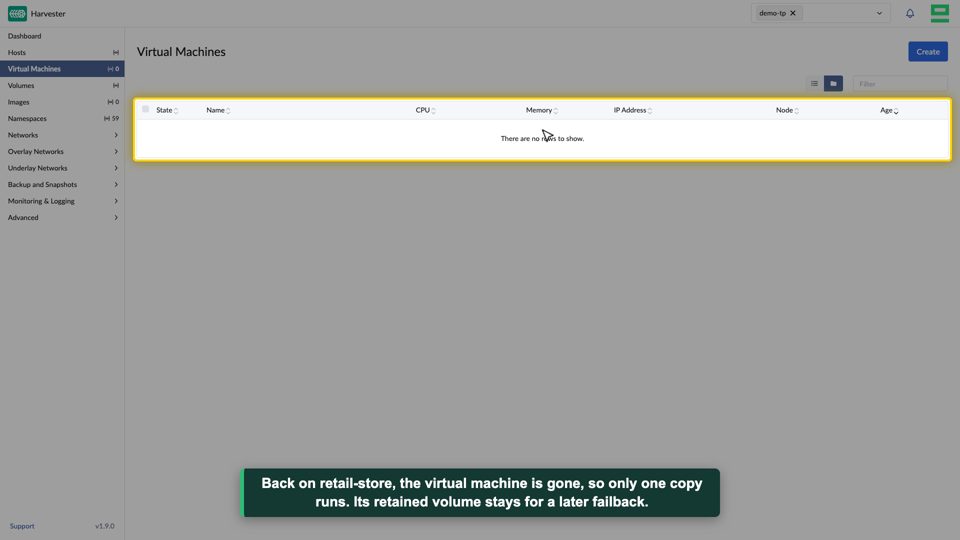 Harvester
demo-tp
Dashboard
Hosts
Virtual Machines 0
Volumes
Images 0
Namespaces 59
Networks
Overlay Networks
Underlay Networks
Backup and Snapshots
Monitoring & Logging
Advanced
Support v1.9.0
Virtual Machines
Create
Filter
State Name CPU Memory IP Address Node Age
There are no rows to show.
Back on retail-store, the virtual machine is gone, so only one copy
runs. Its retained volume stays for a later failback.